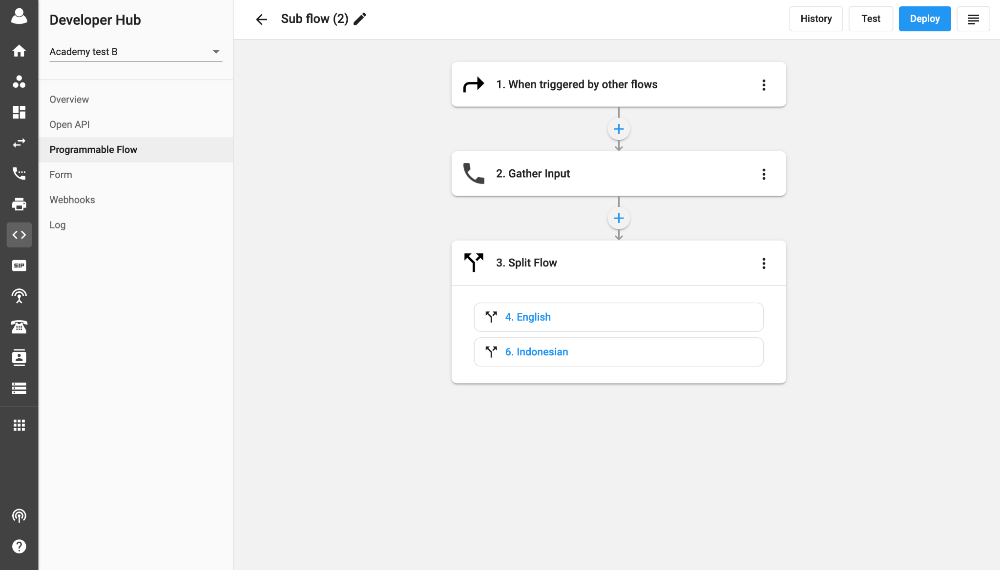 Developer Hub
Academy test B
Overview
Open API
Programmable Flow
Form
Webhooks
Log
SIP
Sub flow (2)
History
Test
Deploy
1. When triggered by other flows
2. Gather Input
3. Split Flow
4. English
6. Indonesian